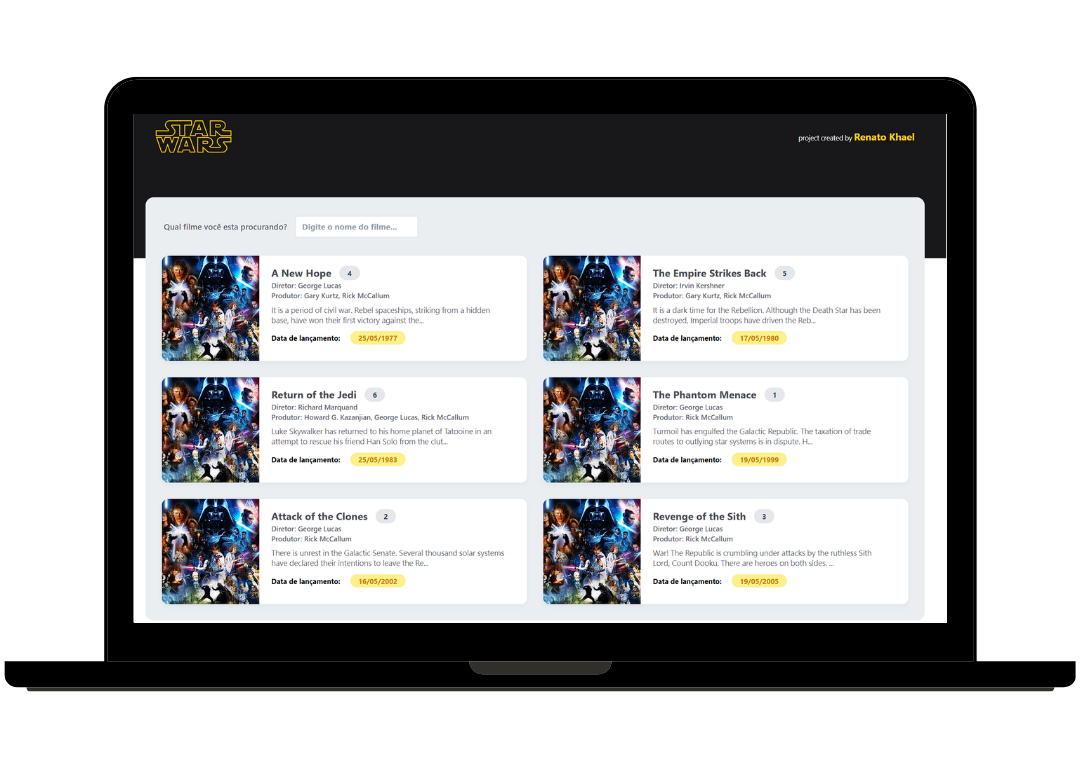 STAR
WARS
project created by Renato Khael
Qual filme você esta procurando? Digite o nome do filme...
A New Hope 4
Diretor: George Lucas
Produtor: Gary Kurtz, Rick McCallum
It is a period of civil war. Rebel spaceships, striking from a hidden
base, have won their first victory against the...
Data de lançamento: 25/05/1977
The Empire Strikes Back 5
Diretor: Irvin Kershner
Produtor: Gary Kurtz, Rick McCallum
It is a dark time for the Rebellion. Although the Death Star has been
destroyed, Imperial troops have driven the Reb...
Data de lançamento: 17/05/1980
Return of the Jedi 6
Diretor: Richard Marquand
Produtor: Howard G. Kazanjian, George Lucas, Rick McCallum
Luke Skywalker has returned to his home planet of Tatooine in an
attempt to rescue his friend Han Solo from the clut...
Data de lançamento: 25/05/1983
The Phantom Menace 1
Diretor: George Lucas
Produtor: Rick McCallum
Turmoil has engulfed the Galactic Republic. The taxation of trade
routes to outlying star systems is in dispute. H...
Data de lançamento: 19/05/1999
Attack of the Clones 2
Diretor: George Lucas
Produtor: Rick McCallum
There is unrest in the Galactic Senate. Several thousand solar systems
have declared their intentions to leave the Re...
Data de lançamento: 16/05/2002
Revenge of the Sith 3
Diretor: George Lucas
Produtor: Rick McCallum
War! The Republic is crumbling under attacks by the ruthless Sith
Lord, Count Dooku. There are heroes on both sides. ...
Data de lançamento: 19/05/2005